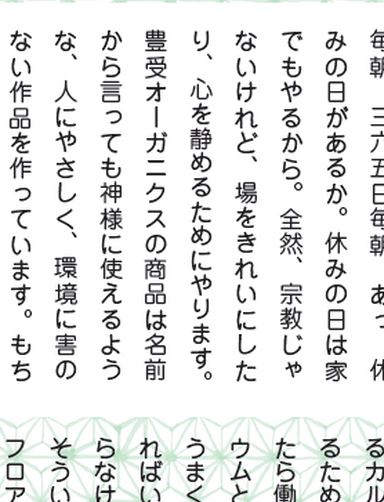 毎朝、三六五日毎朝、あっ、休
みの日があるか。休みの日は家
でもやるから。全然、宗教じゃ
ないけれど、場をきれいにした
り、心を静めるためにやります。
豊受オーガニクスの商品は名前
から言っても神様に使えるよう
な、人にやさしく、環境に害の
ない作品を作っています。もち
るカル
るため
たら働
ウムと
うまく
ればい
らなけ
そうい
フロア